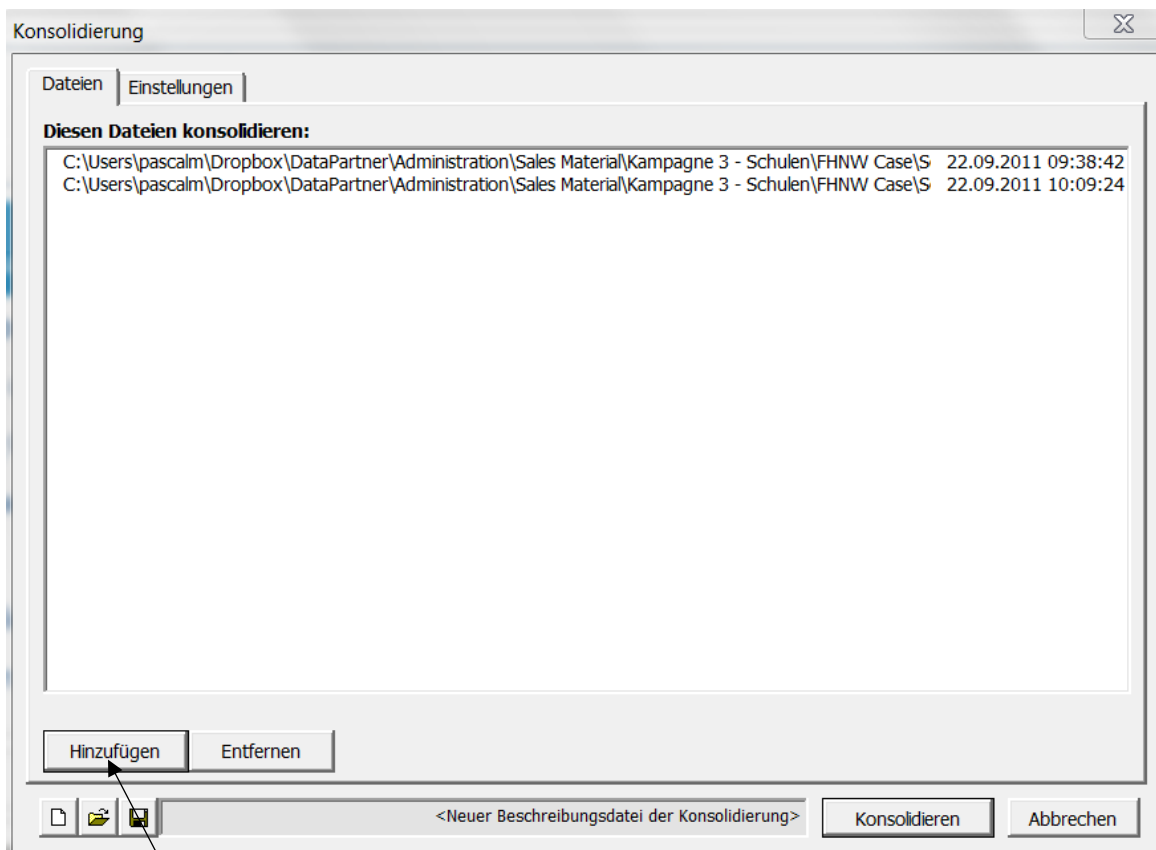 Konsolidierung
Dateien Einstellungen
Diesen Dateien konsolidieren:
C:\Users\pascalm\Dropbox\DataPartner\Administration\Sales Material\Kampagne 3 - Schulen\FHNW Case\S 22.09.2011 09:38:42
C:\Users\pascalm\Dropbox\DataPartner\Administration\Sales Material\Kampagne 3 - Schulen\FHNW Case\S 22.09.2011 10:09:24
Hinzufügen Entfernen
<Neuer Beschreibungsdatei der Konsolidierung> Konsolidieren Abbrechen